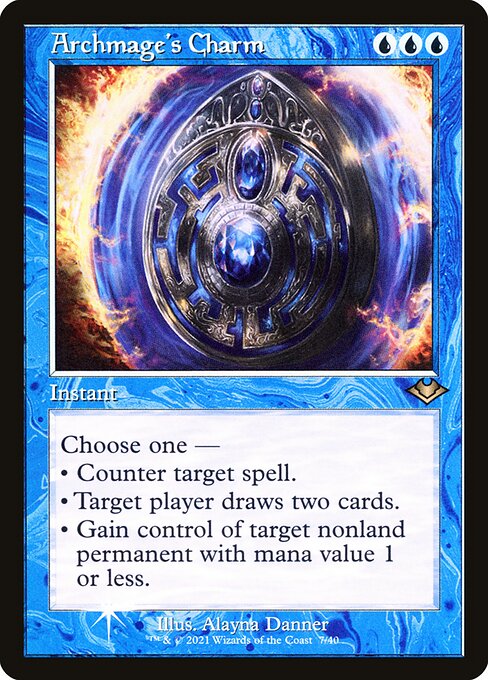 Archmage's Charm
Instant
Choose one —
• Counter target spell.
• Target player draws two cards.
• Gain control of target nonland
permanent with mana value 1
or less.
Illus. Alayna Danner
™ & © 2021 Wizards of the Coast 7/40